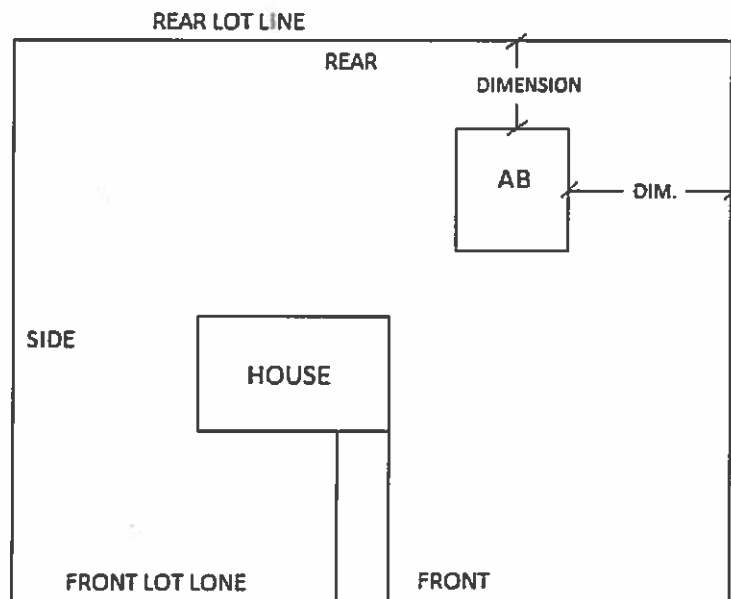 REAR LOT LINE
REAR
DIMENSION
AB
DIM.
SIDE
HOUSE
FRONT LOT LONE
FRONT